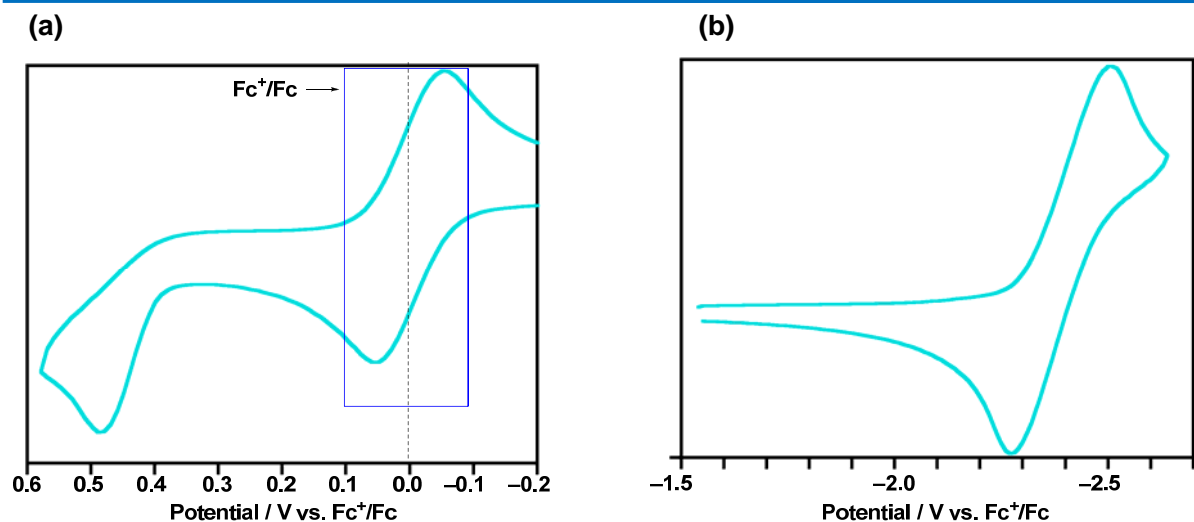 (a)
(b)
Fc⁺/Fc
0.6 0.5 0.4 0.3 0.2 0.1 0.0 –0.1 –0.2
Potential / V vs. Fc⁺/Fc
–1.5 –2.0 –2.5
Potential / V vs. Fc⁺/Fc